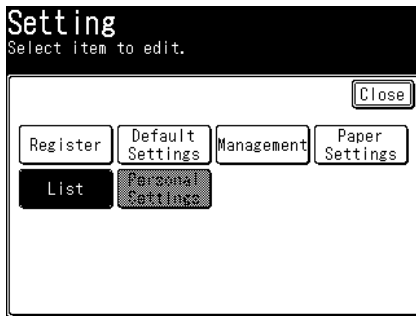 Setting
Select item to edit.
Close
Register
Default
Settings
Management
Paper
Settings
List
Personal
Settings